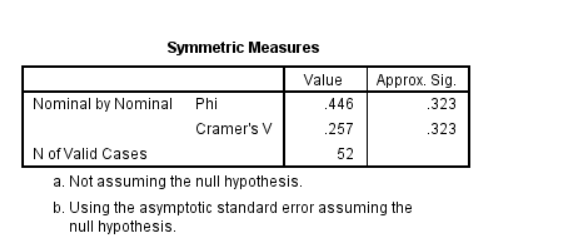 Symmetric Measures
Value Approx. Sig.
Nominal by Nominal Phi .446 .323
Cramer's V .257 .323
N of Valid Cases 52
a. Not assuming the null hypothesis.
b. Using the asymptotic standard error assuming the
null hypothesis.